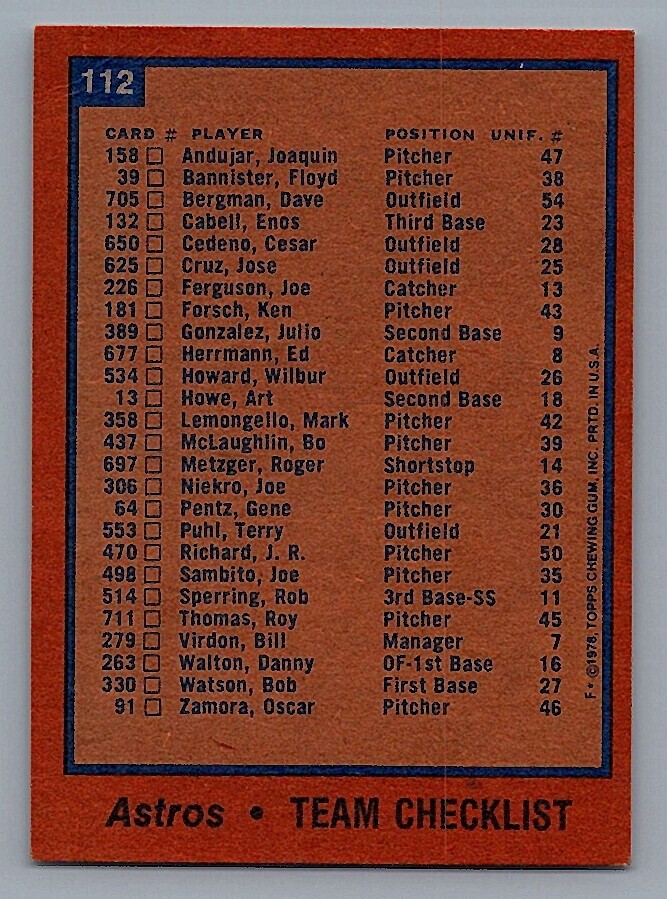 112
CARD # PLAYER POSITION UNIF. #
158 Andujar, Joaquin Pitcher 47
39 Bannister, Floyd Pitcher 38
705 Bergman, Dave Outfield 54
132 Cabell, Enos Third Base 23
650 Cedeno, Cesar Outfield 28
625 Cruz, Jose Outfield 25
226 Ferguson, Joe Catcher 13
181 Forsch, Ken Pitcher 43
389 Gonzalez, Julio Second Base 9
677 Herrmann, Ed Catcher 8
534 Howard, Wilbur Outfield 26
13 Howe, Art Second Base 18
358 Lemongello, Mark Pitcher 42
437 McLaughlin, Bo Pitcher 39
697 Metzger, Roger Shortstop 14
306 Niekro, Joe Pitcher 36
64 Pentz, Gene Pitcher 30
553 Puhl, Terry Outfield 21
470 Richard, J. R. Pitcher 50
498 Sambito, Joe Pitcher 35
514 Sperring, Rob 3rd Base-SS 11
711 Thomas, Roy Pitcher 45
279 Virdon, Bill Manager 7
263 Walton, Danny OF-1st Base 16
330 Watson, Bob First Base 27
91 Zamora, Oscar Pitcher 46
F* ©1978, TOPPS CHEWING GUM, INC. PRTD. IN U.S.A.
Astros • TEAM CHECKLIST